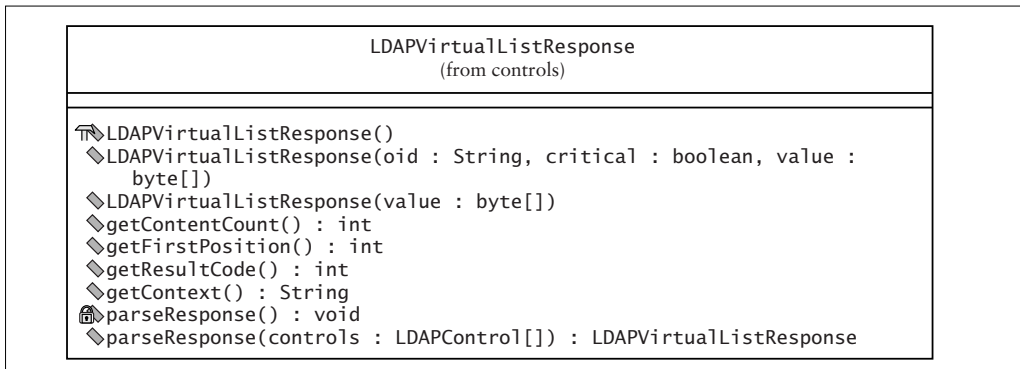 LDAPVirtualListResponse
(from controls)
LDAPVirtualListResponse()
LDAPVirtualListResponse(oid : String, critical : boolean, value :
byte[])
LDAPVirtualListResponse(value : byte[])
getContentCount() : int
getFirstPosition() : int
getResultCode() : int
getContext() : String
parseResponse() : void
parseResponse(controls : LDAPControl[]) : LDAPVirtualListResponse